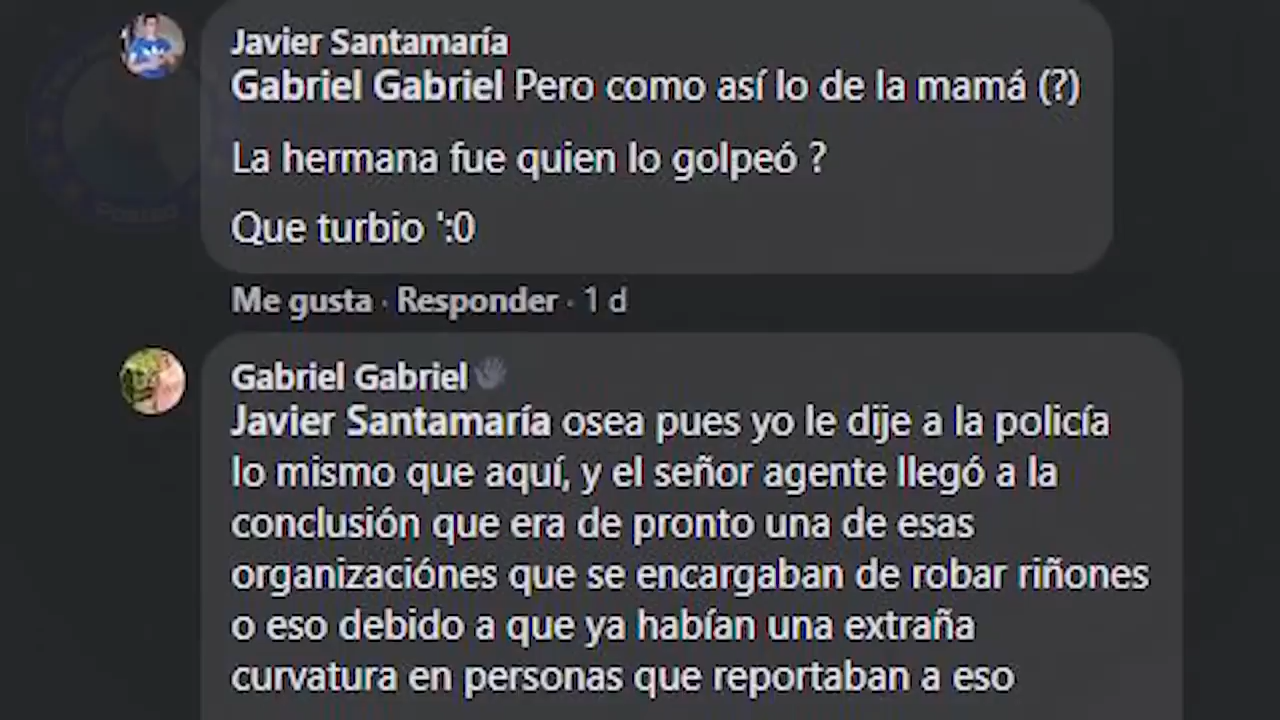 Javier Santamaría
Gabriel Gabriel Pero como así lo de la mamá (?)
La hermana fue quien lo golpeó ?
Que turbio ':0
Me gusta · Responder · 1 d
Gabriel Gabriel
Javier Santamaría osea pues yo le dije a la policía
lo mismo que aquí, y el señor agente llegó a la
conclusión que era de pronto una de esas
organizaciónes que se encargaban de robar riñones
o eso debido a que ya habían una extraña
curvatura en personas que reportaban a eso